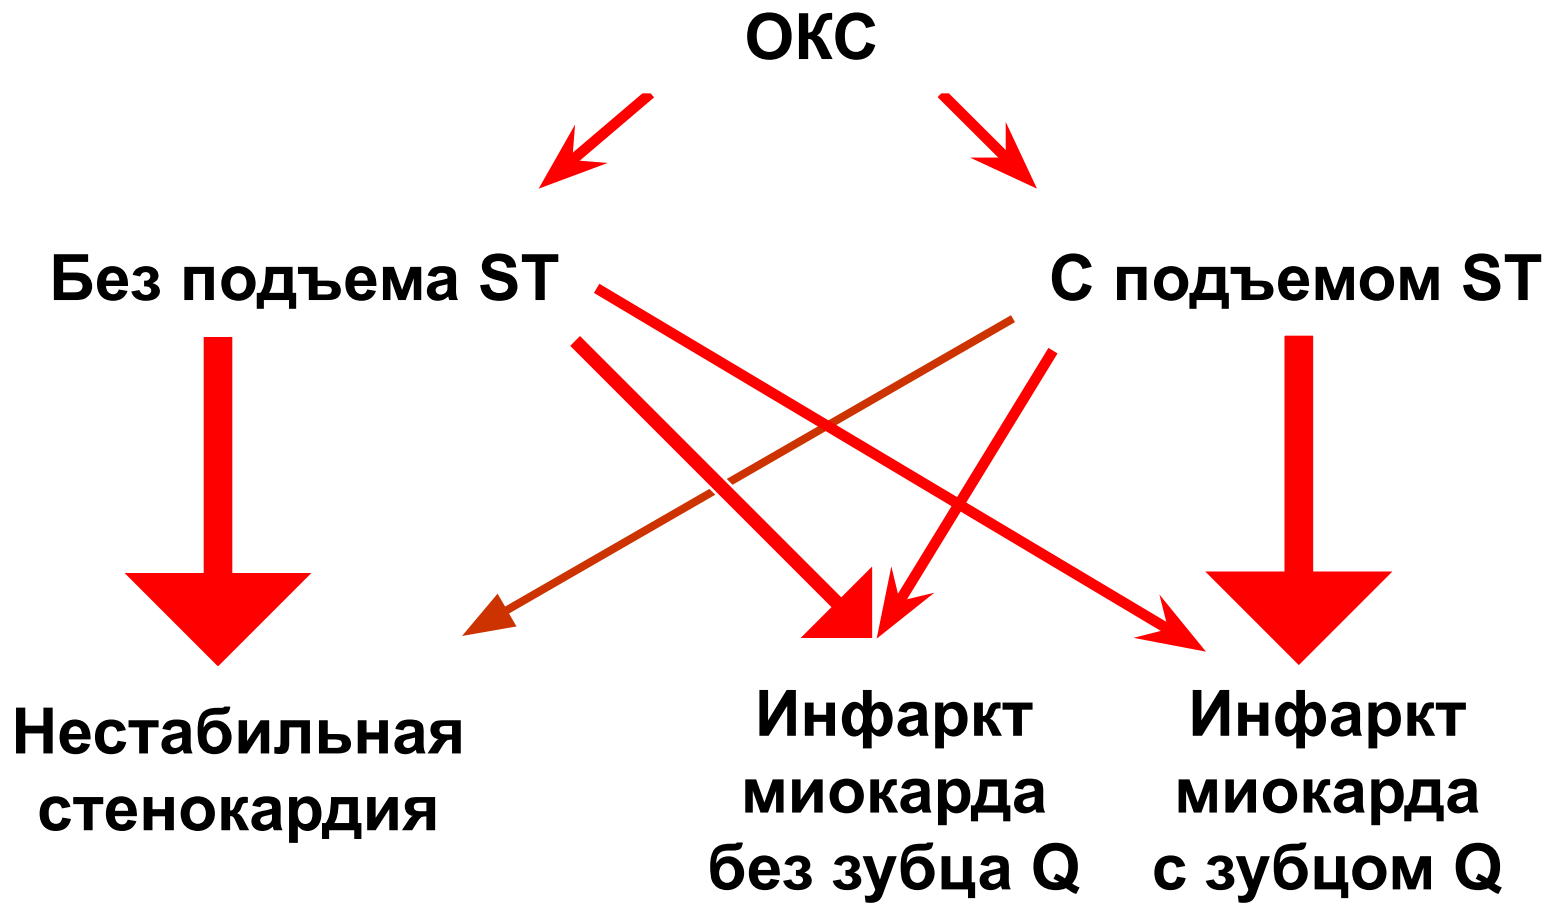 ОКС
Без подъема ST
С подъемом ST
Нестабильная
стенокардия
Инфаркт
миокарда
без зубца Q
Инфаркт
миокарда
с зубцом Q